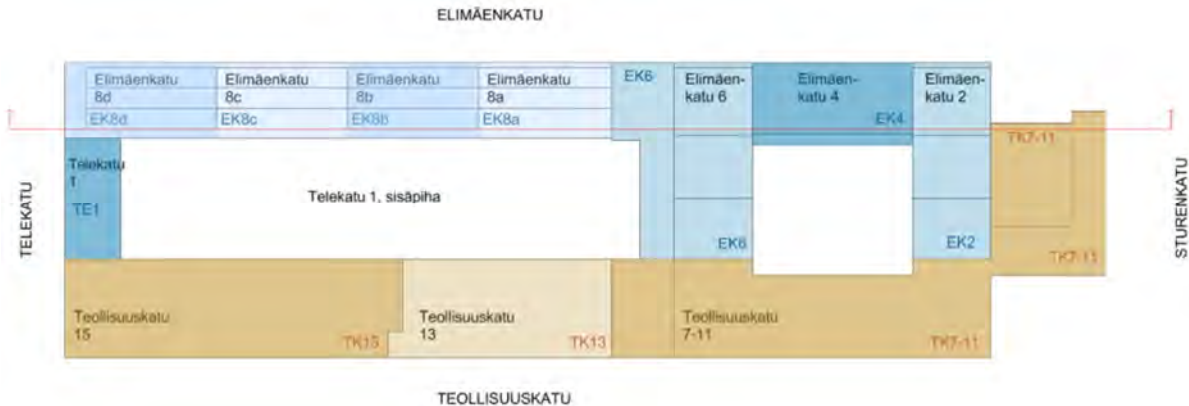 ELIMÄENKATU
Elimäenkatu
8d
EK8d
Elimäenkatu
8c
EK8c
Elimäenkatu
8b
EK8b
Elimäenkatu
8a
EK8a
EK6
Elimäen-
katu 6
Elimäen-
katu 4
EK4
Elimäen-
katu 2
TK7-11
TELEKATU
Telekatu
1
TE1
Telekatu 1, sisäpiha
EK6
EK2
TK7-11
STURENKATU
Teollisuuskatu
15
TK15
Teollisuuskatu
13
TK13
Teollisuuskatu
7-11
TK7-11
TEOLLISUUSKATU